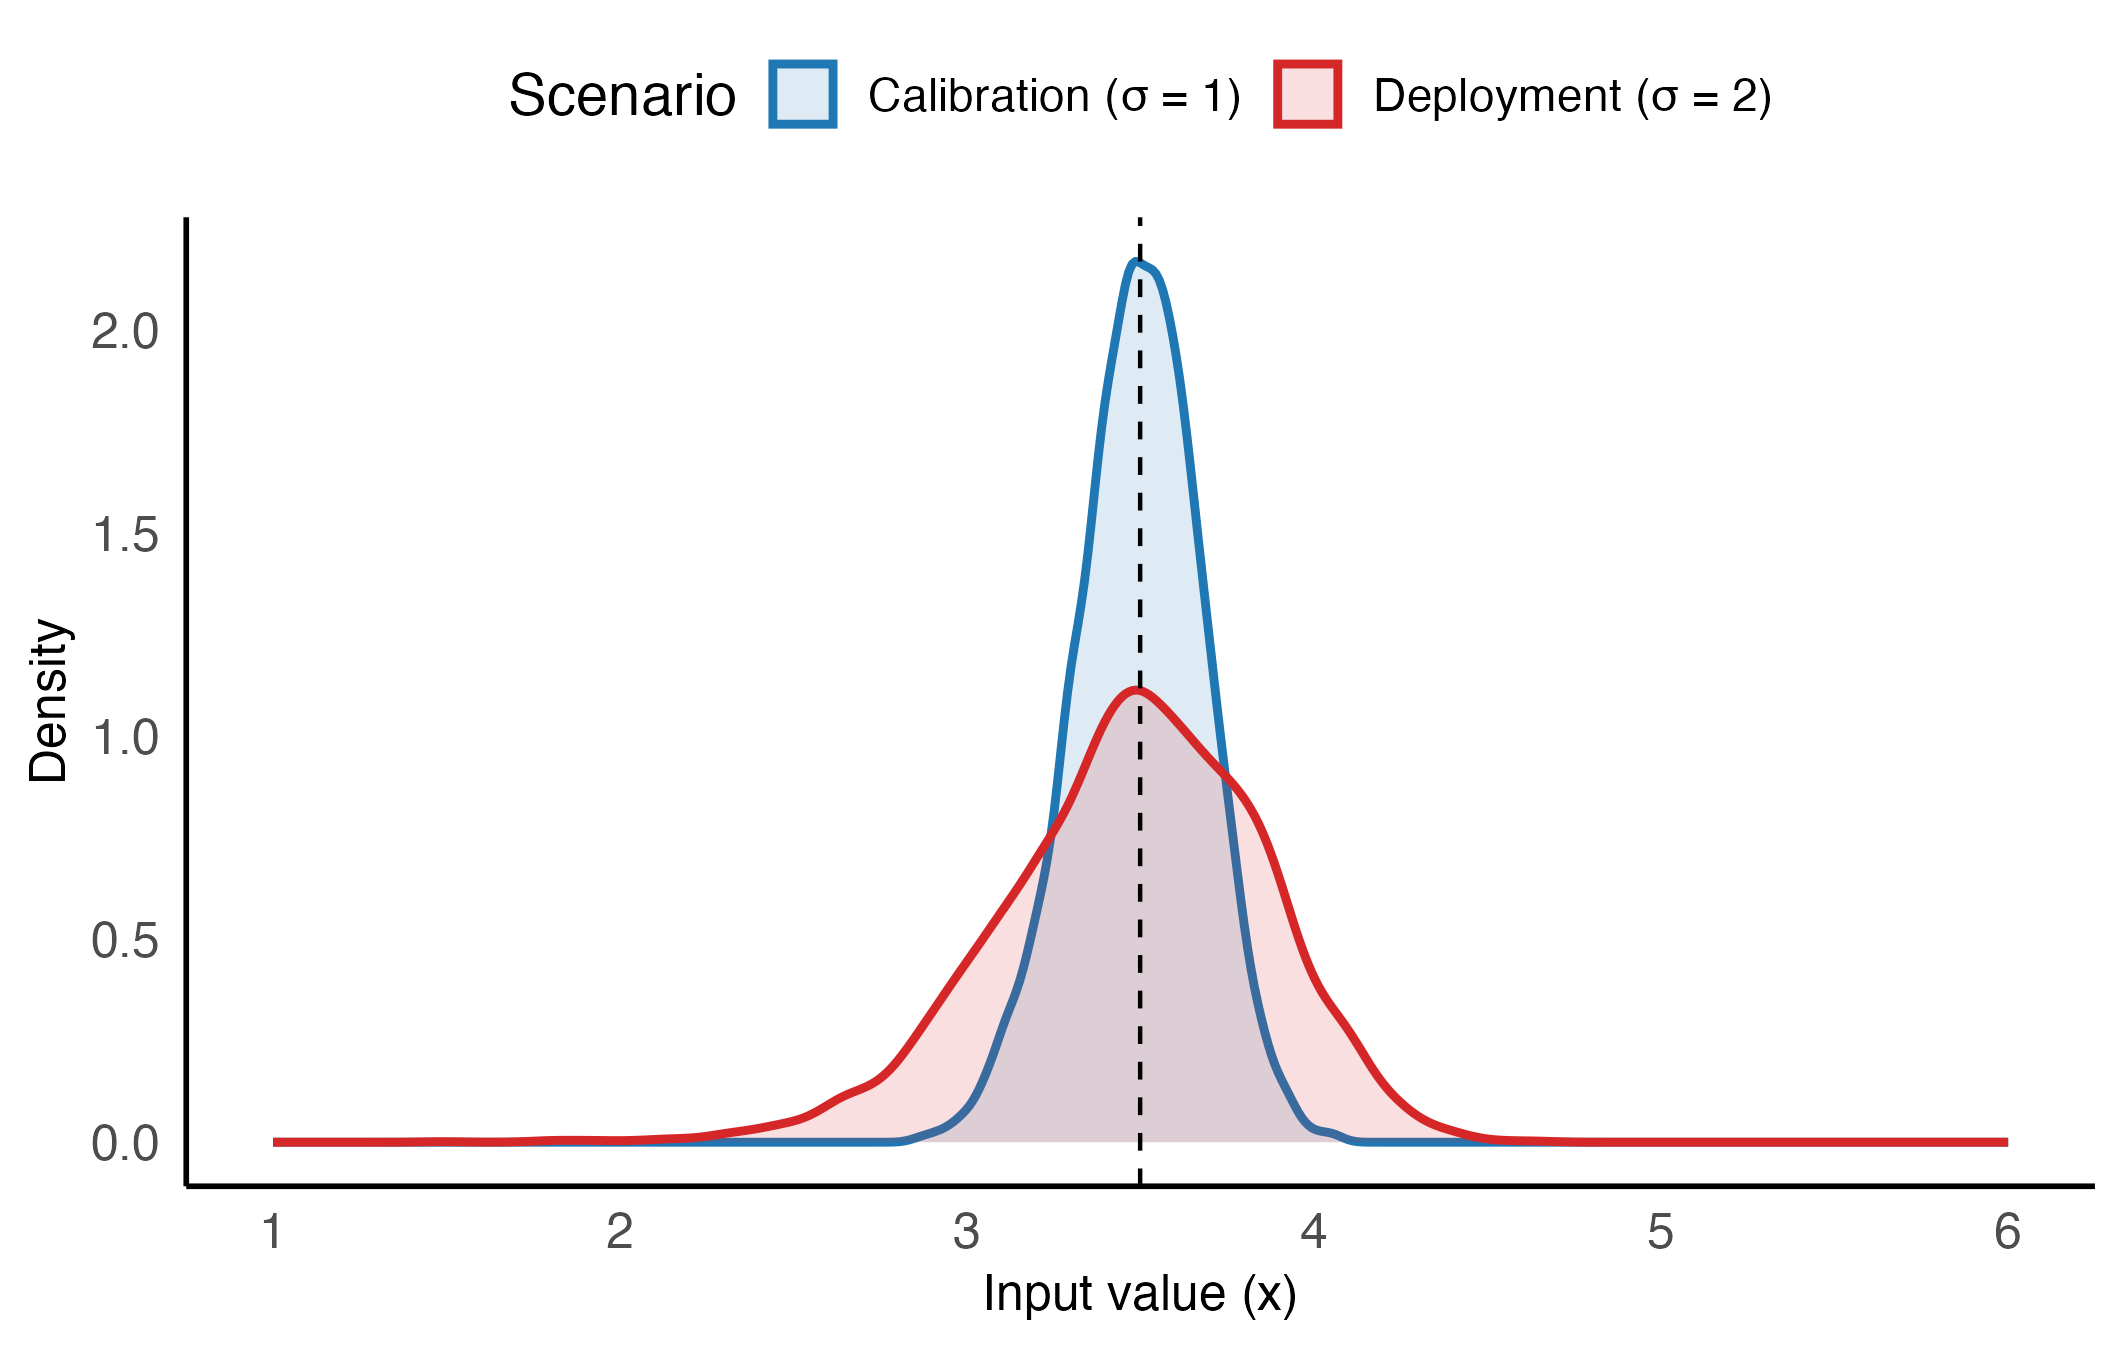 Scenario Calibration (σ = 1) Deployment (σ = 2)
2.0
1.5
1.0
0.5
0.0
Density
1 2 3 4 5 6
Input value (x)